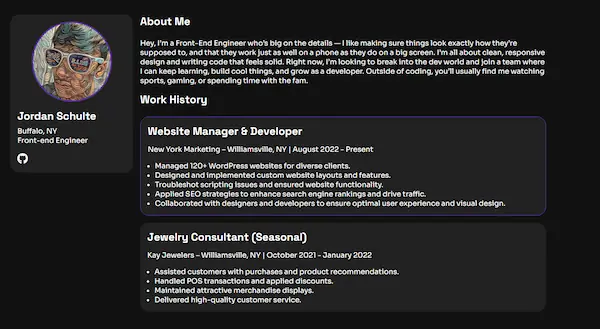 Jordan Schulte
Buffalo, NY
Front-end Engineer
About Me
Hey, I'm a Front-End Engineer who's big on the details — I like making sure things look exactly how they're
supposed to, and that they work just as well on a phone as they do on a big screen. I'm all about clean, responsive
design and writing code that feels solid. Right now, I'm looking to break into the dev world and join a team where
I can keep learning, build cool things, and grow as a developer. Outside of coding, you'll usually find me watching
sports, gaming, or spending time with the fam.
Work History
Website Manager & Developer
New York Marketing – Williamsville, NY | August 2022 - Present
• Managed 120+ WordPress websites for diverse clients.
• Designed and implemented custom website layouts and features.
• Troubleshot scripting issues and ensured website functionality.
• Applied SEO strategies to enhance search engine rankings and drive traffic.
• Collaborated with designers and developers to ensure optimal user experience and visual design.
Jewelry Consultant (Seasonal)
Kay Jewelers – Williamsville, NY | October 2021 - January 2022
• Assisted customers with purchases and product recommendations.
• Handled POS transactions and applied discounts.
• Maintained attractive merchandise displays.
• Delivered high-quality customer service.